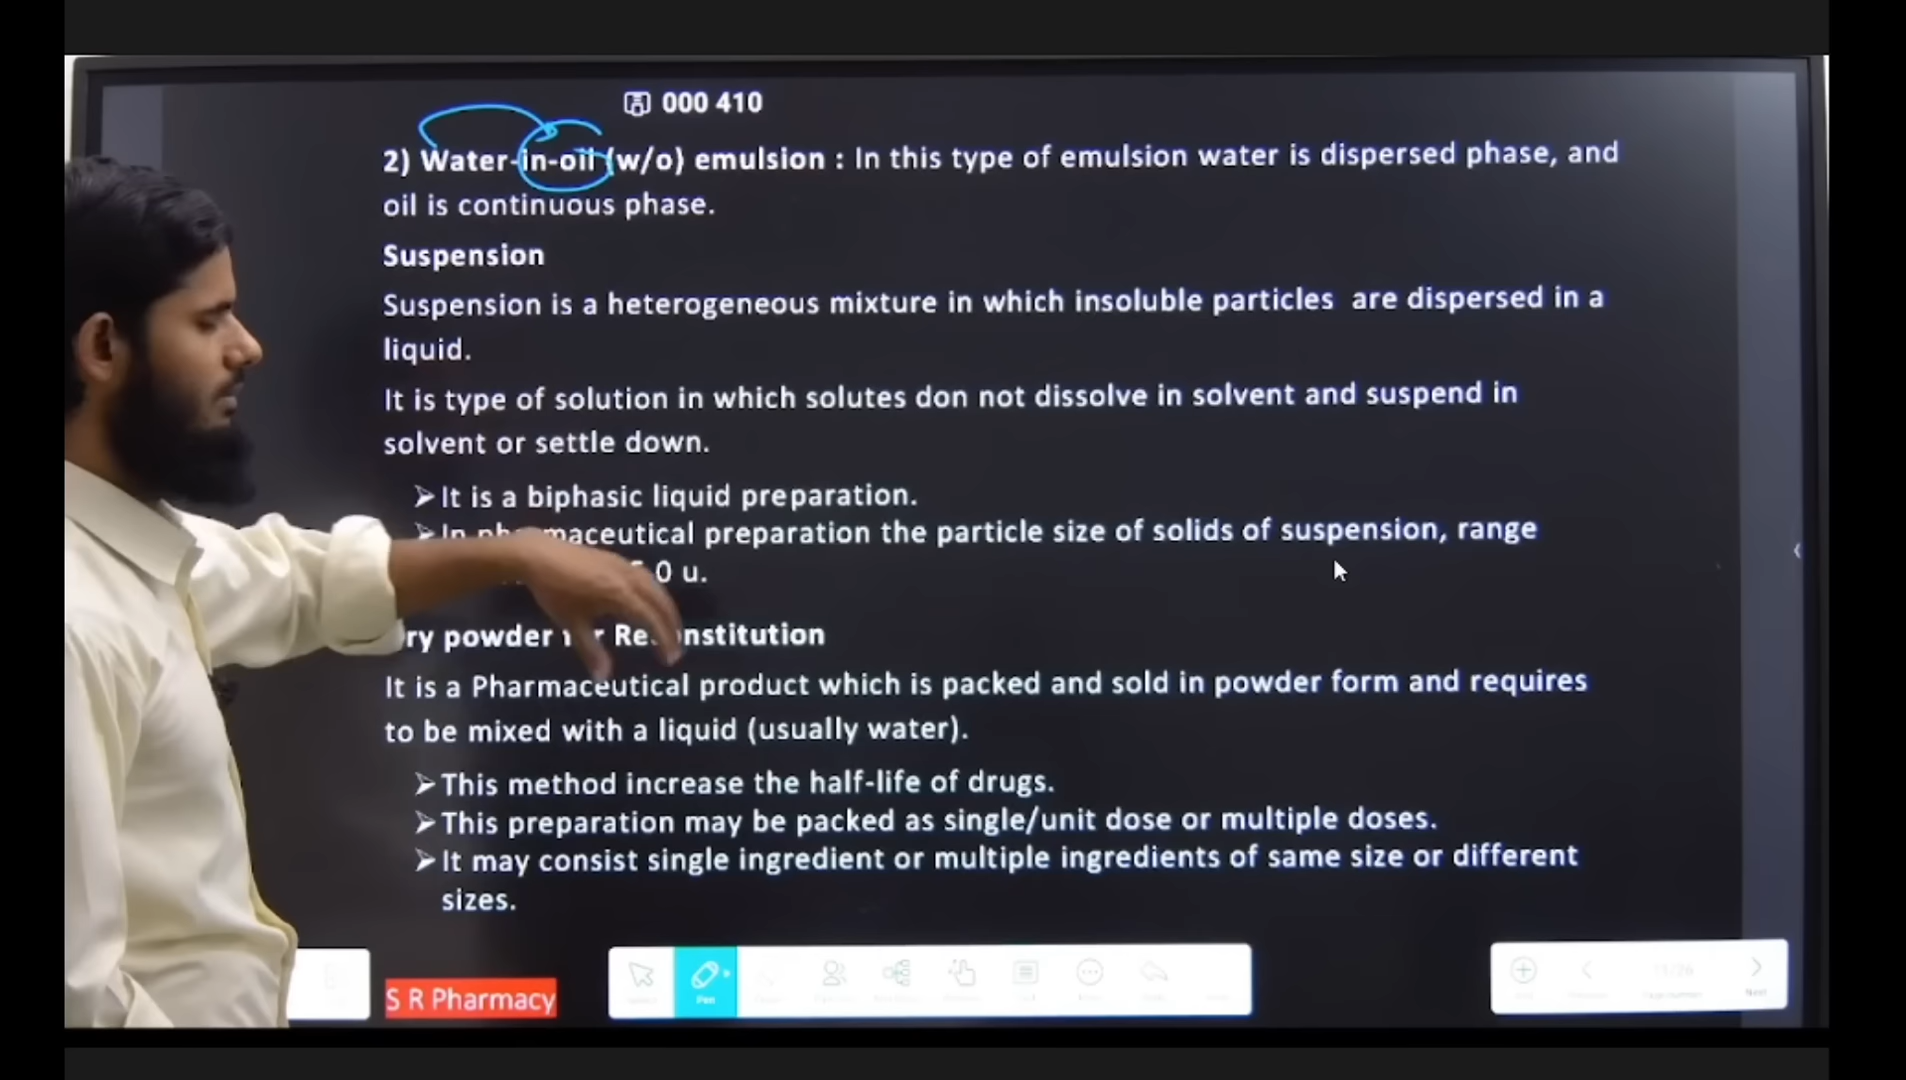 000 410
2) Water-in-oil (w/o) emulsion : In this type of emulsion water is dispersed phase, and
oil is continuous phase.
Suspension
Suspension is a heterogeneous mixture in which insoluble particles are dispersed in a
liquid.
It is type of solution in which solutes don not dissolve in solvent and suspend in
solvent or settle down.
➢It is a biphasic liquid preparation.
➢In pharmaceutical preparation the particle size of solids of suspension, range
0 u.
ry powder Reconstitution
It is a Pharmaceutical product which is packed and sold in powder form and requires
to be mixed with a liquid (usually water).
➢This method increase the half-life of drugs.
➢This preparation may be packed as single/unit dose or multiple doses.
➢It may consist single ingredient or multiple ingredients of same size or different
sizes.
S R Pharmacy
Pen
Next